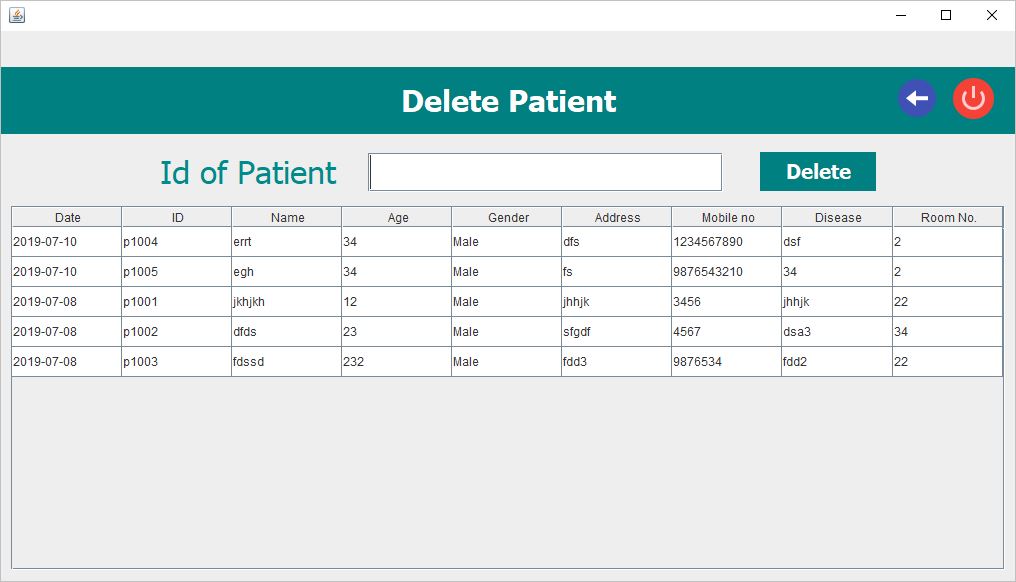 Delete Patient
Id of Patient Delete
Date ID Name Age Gender Address Mobile no Disease Room No.
2019-07-10 p1004 errt 34 Male dfs 1234567890 dsf 2
2019-07-10 p1005 egh 34 Male fs 9876543210 34 2
2019-07-08 p1001 jkhjkh 12 Male jhhjk 3456 jhhjk 22
2019-07-08 p1002 dfds 23 Male sfgdf 4567 dsa3 34
2019-07-08 p1003 fdssd 232 Male fdd3 9876534 fdd2 22